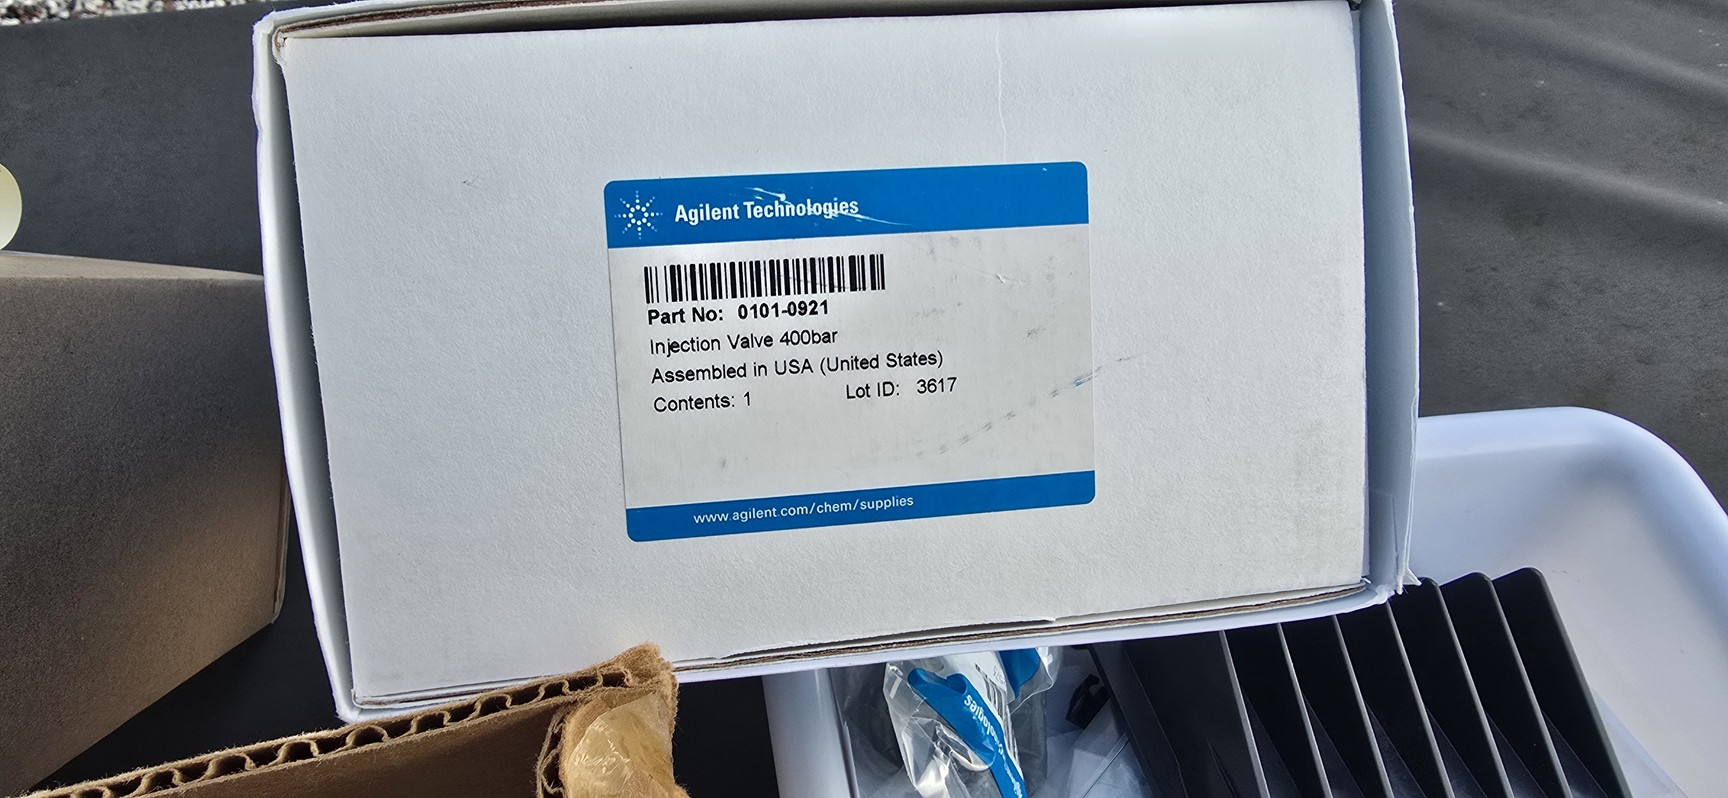 Agilent Technologies
Part No: 0101-0921
Injection Valve 400bar
Assembled in USA (United States)
Contents: 1 Lot ID: 3617
www.agilent.com/chem/supplies